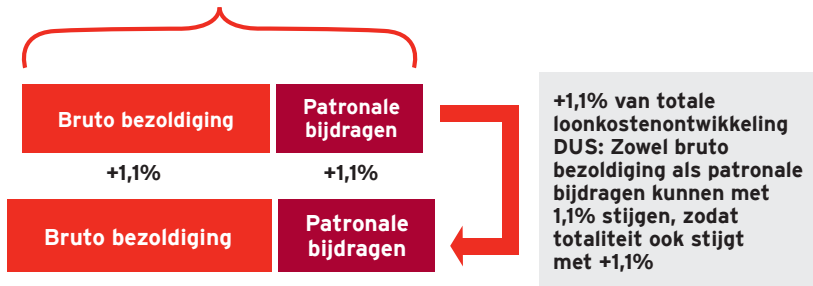 Bruto bezoldiging
Patronale
bijdragen
+1,1%
+1,1%
Bruto bezoldiging
Patronale
bijdragen
+1,1% van totale
loonkostenontwikkeling
DUS: Zowel bruto
bezoldiging als patronale
bijdragen kunnen met
1,1% stijgen, zodat
totaliteit ook stijgt
met +1,1%